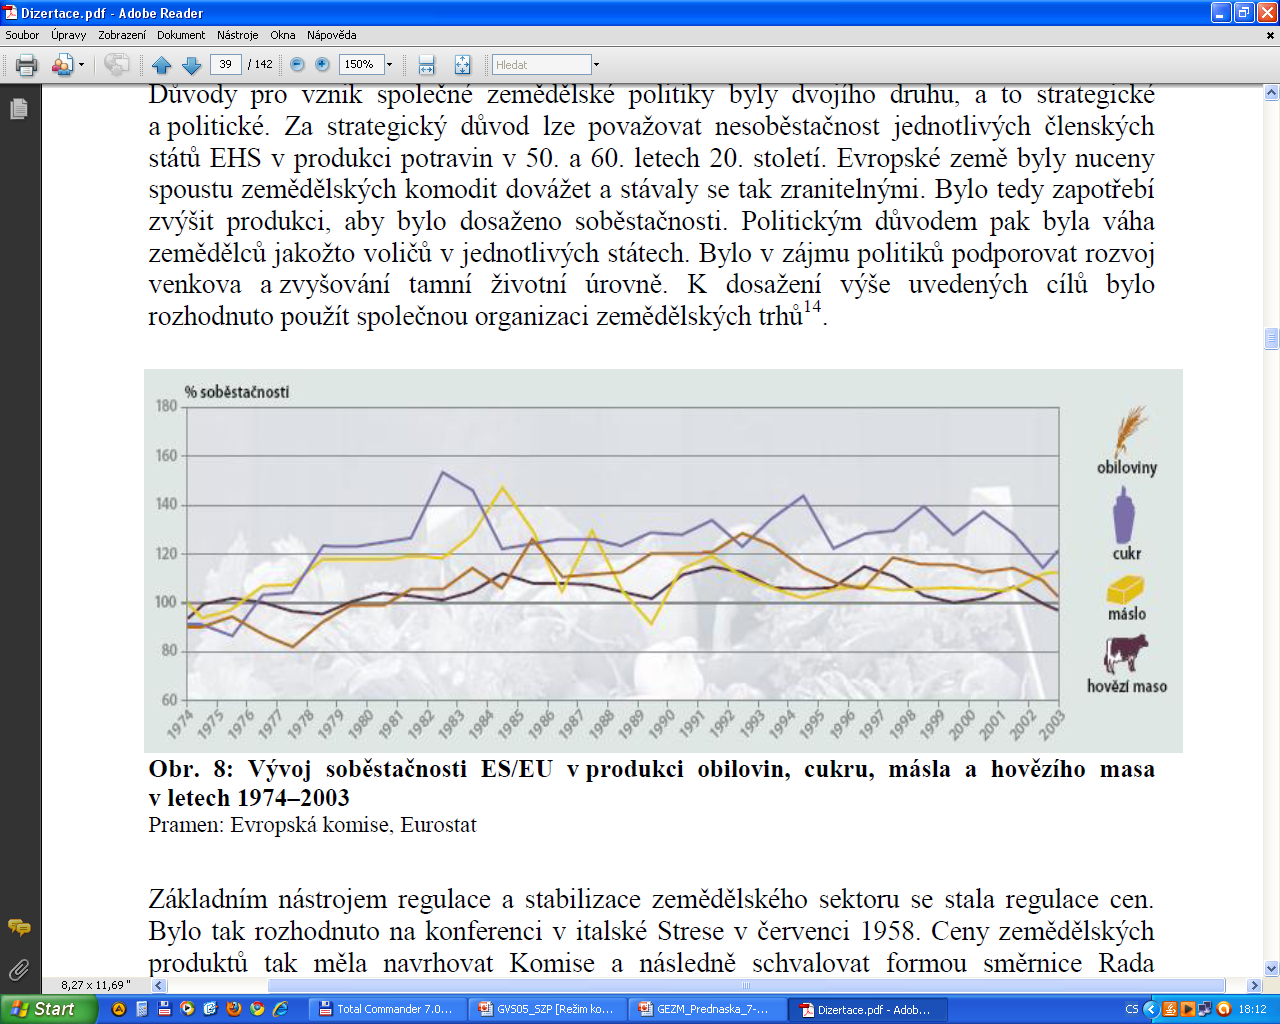 Dizertace.pdf - Adobe Reader
Soubor Úpravy Zobrazení Dokument Nástroje Okna Nápověda
39 / 142 150% Hledat
Důvody pro vznik společné zemědělské politiky byly dvojího druhu, a to strategické
a politické. Za strategický důvod lze považovat nesoběstačnost jednotlivých členských
států EHS v produkci potravin v 50. a 60. letech 20. století. Evropské země byly nuceny
spoustu zemědělských komodit dovážet a stávaly se tak zranitelnými. Bylo tedy zapotřebí
zvýšit produkci, aby bylo dosaženo soběstačnosti. Politickým důvodem pak byla váha
zemědělců jakožto voličů v jednotlivých státech. Bylo v zájmu politiků podporovat rozvoj
venkova a zvyšování tamní životní úrovně. K dosažení výše uvedených cílů bylo
rozhodnuto použít společnou organizaci zemědělských trhů14.
% soběstačnosti
180
160
140
120
100
80
60
1974 1975 1976 1977 1978 1979 1980 1981 1982 1983 1984 1985 1986 1987 1988 1989 1990 1991 1992 1993 1994 1995 1996 1997 1998 1999 2000 2001 2002 2003
obiloviny
cukr
máslo
hovězí maso
Obr. 8: Vývoj soběstačnosti ES/EU v produkci obilovin, cukru, másla a hovězího masa
v letech 1974–2003
Pramen: Evropská komise, Eurostat
Základním nástrojem regulace a stabilizace zemědělského sektoru se stala regulace cen.
Bylo tak rozhodnuto na konferenci v italské Strese v červenci 1958. Ceny zemědělských
produktů tak měla navrhovat Komise a následně schvalovat formou směrnice Rada
8,27 x 11,69 "
Start Total Commander 7.0... GVS05_SZP [Režim ko... GEZM_Prednaska_7-... Dizertace.pdf - Adob... CS 18:12